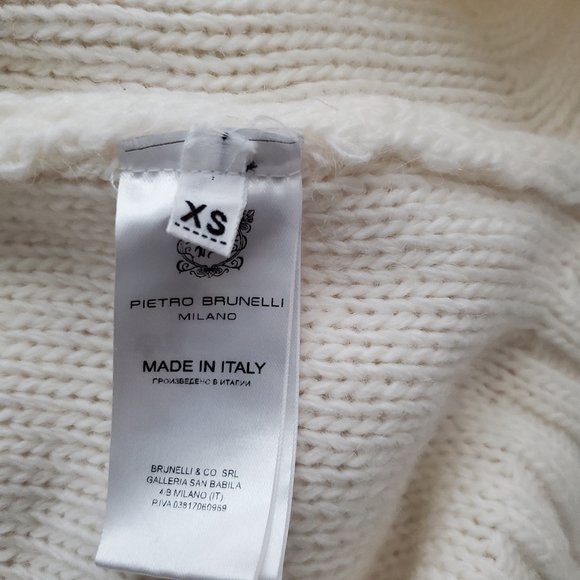 XS
PIETRO BRUNELLI
MILANO
MADE IN ITALY
ПРОИЗВЕДЕНО В ИТАЛИИ
BRUNELLI & CO. SRL
GALLERIA SAN BABILA
4/B MILANO (IT)
P.IVA 03817060969